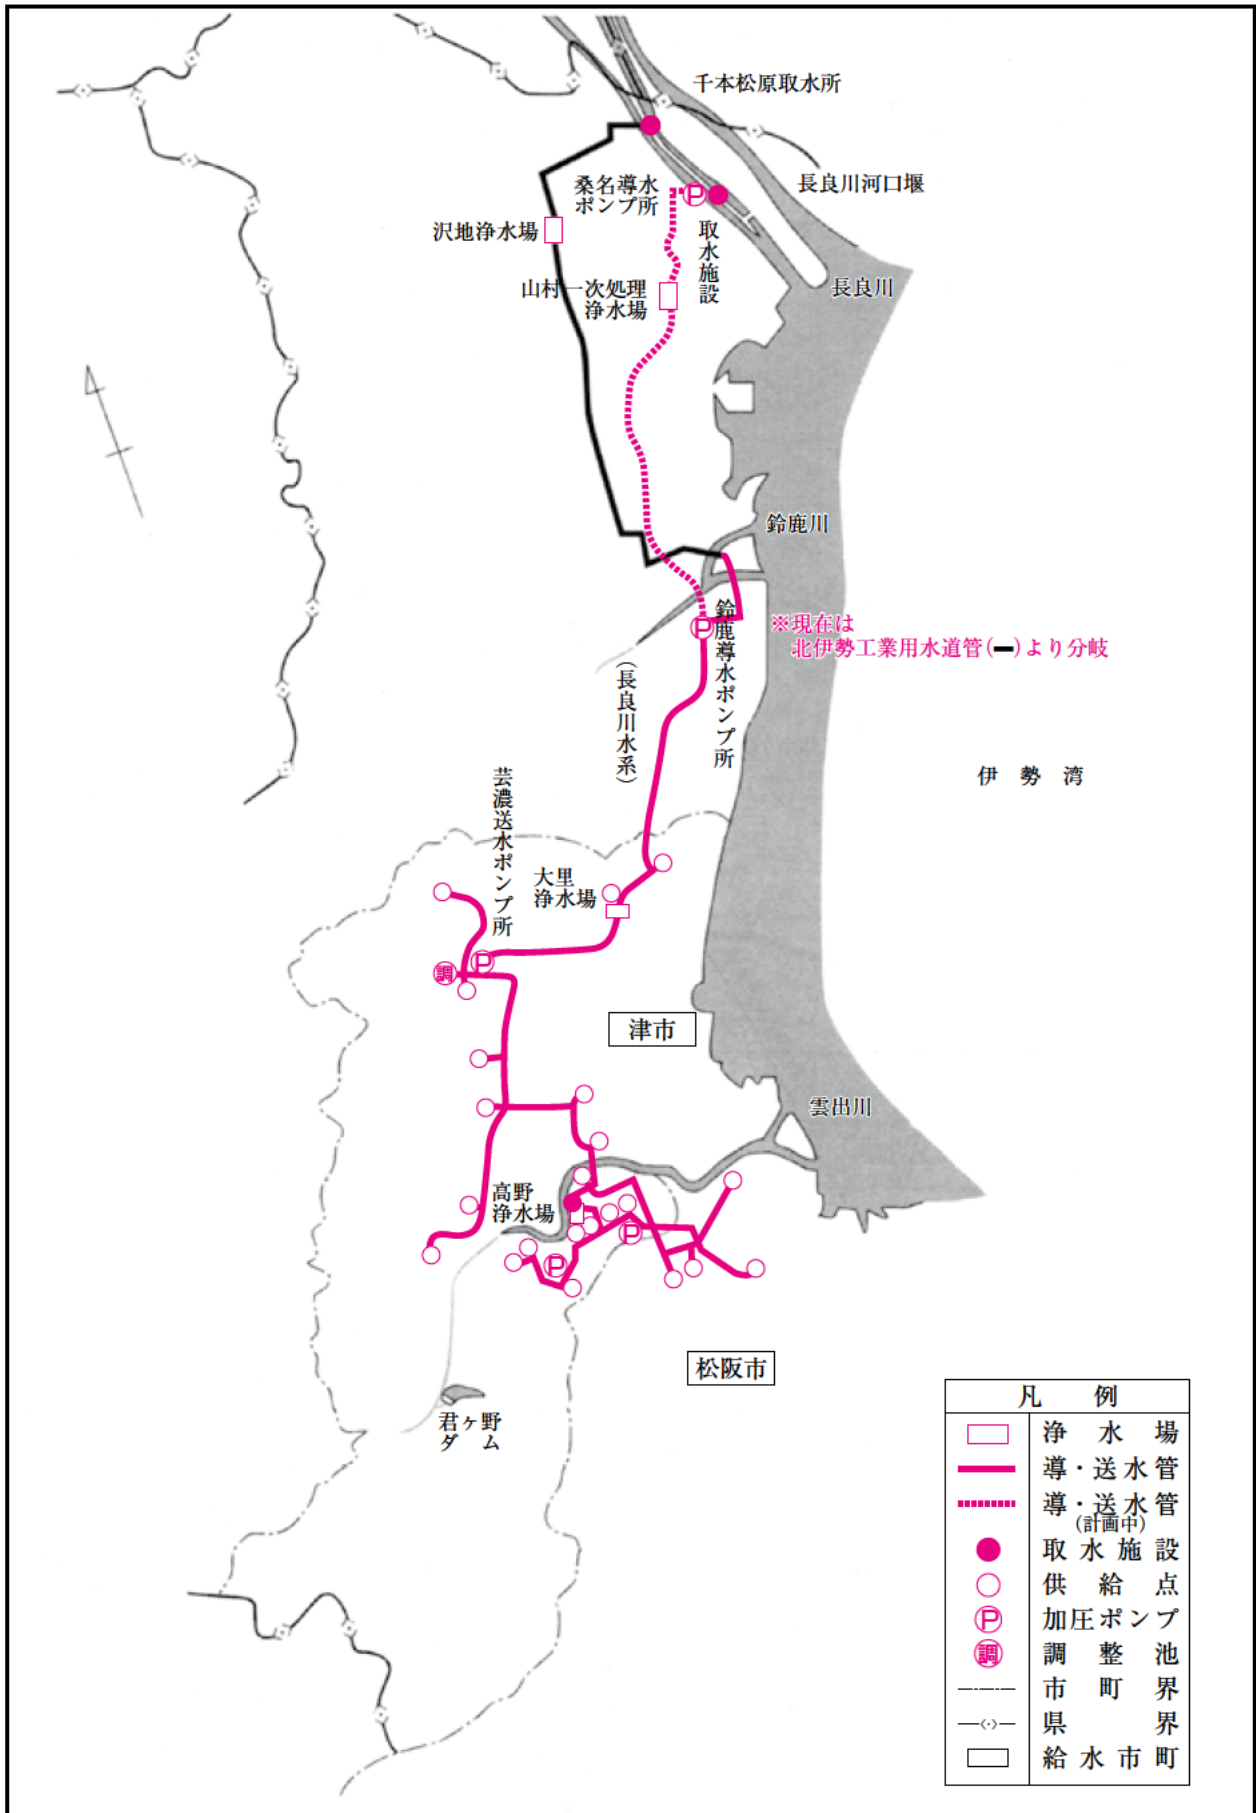 千本松原取水所
長良川河口堰
桑名導水
ポンプ所
P
沢地浄水場
取水施設
山村一次処理
浄水場
長良川
鈴鹿川
鈴鹿導水ポンプ所
P
※現在は
北伊勢工業用水道管(━)より分岐
(長良川水系)
伊勢湾
芸濃送水ポンプ所
大里
浄水場
P
調
津市
雲出川
高野
浄水場
P
P
松阪市
君ヶ野
ダム
凡例
浄水場
導・送水管
導・送水管
(計画中)
取水施設
供給点
P 加圧ポンプ
調 調整池
市町界
県界
給水市町